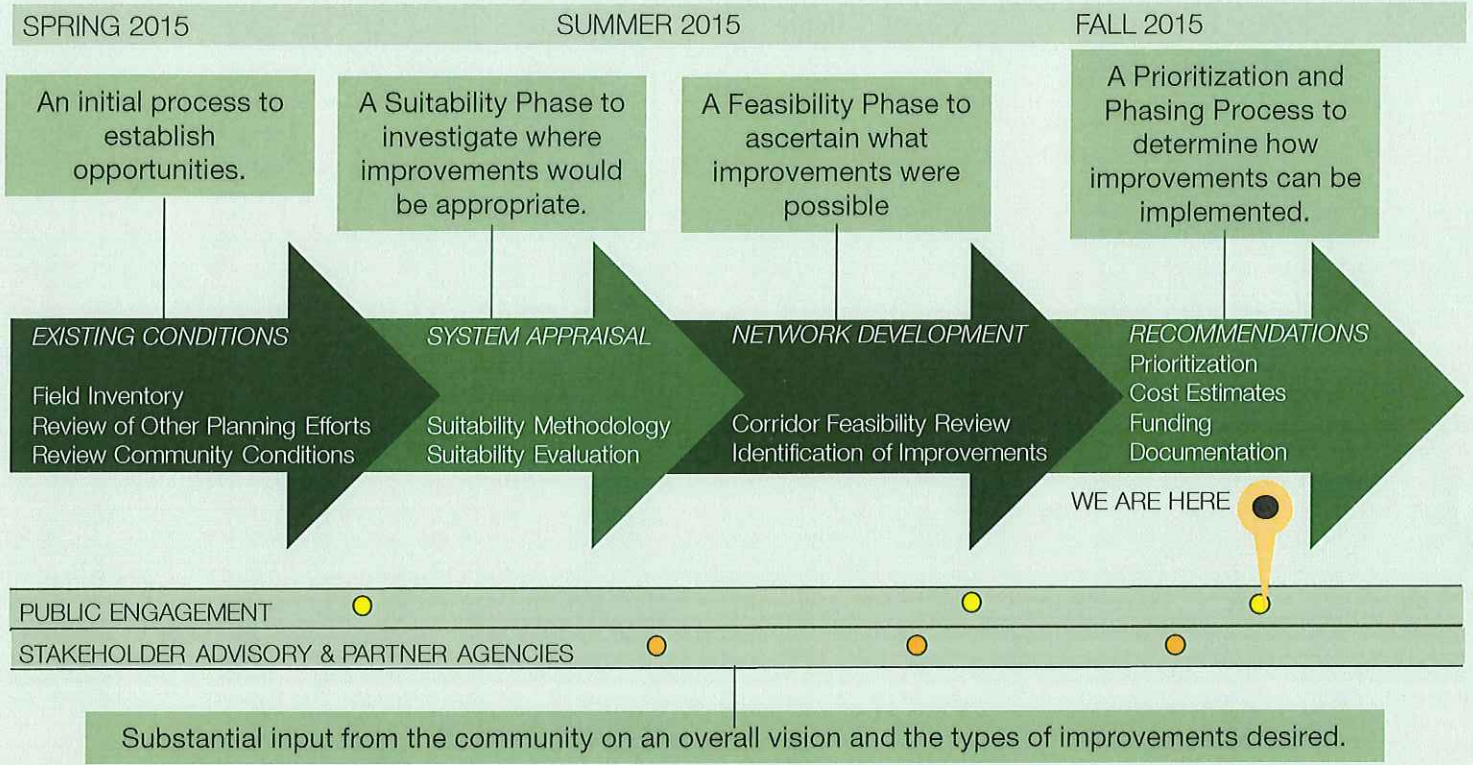 SPRING 2015
SUMMER 2015
FALL 2015
An initial process to
establish
opportunities.
A Suitability Phase to
investigate where
improvements would
be appropriate.
A Feasibility Phase to
ascertain what
improvements were
possible
A Prioritization and
Phasing Process to
determine how
improvements can be
implemented.
EXISTING CONDITIONS
Field Inventory
Review of Other Planning Efforts
Review Community Conditions
SYSTEM APPRAISAL
Suitability Methodology
Suitability Evaluation
NETWORK DEVELOPMENT
Corridor Feasibility Review
Identification of Improvements
RECOMMENDATIONS
Prioritization
Cost Estimates
Funding
Documentation
WE ARE HERE
PUBLIC ENGAGEMENT
STAKEHOLDER ADVISORY & PARTNER AGENCIES
Substantial input from the community on an overall vision and the types of improvements desired.